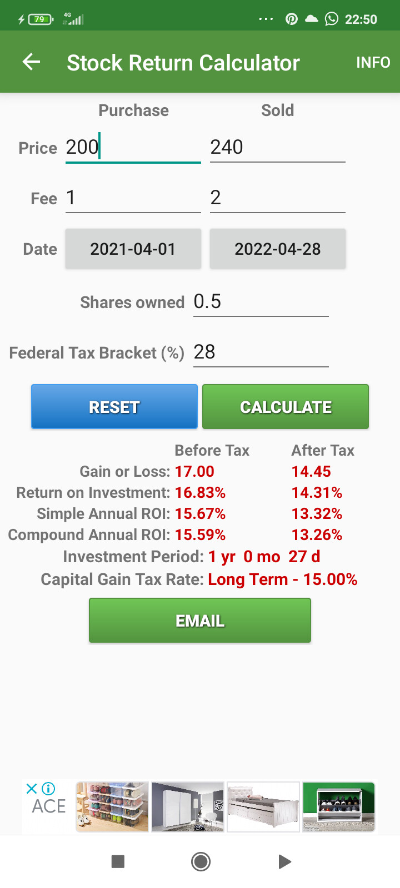 79 4G ... 22:50
Stock Return Calculator INFO
Purchase Sold
Price 200 240
Fee 1 2
Date 2021-04-01 2022-04-28
Shares owned 0.5
Federal Tax Bracket (%) 28
RESET CALCULATE
Before Tax After Tax
Gain or Loss: 17.00 14.45
Return on Investment: 16.83% 14.31%
Simple Annual ROI: 15.67% 13.32%
Compound Annual ROI: 15.59% 13.26%
Investment Period: 1 yr 0 mo 27 d
Capital Gain Tax Rate: Long Term - 15.00%
EMAIL
ACE